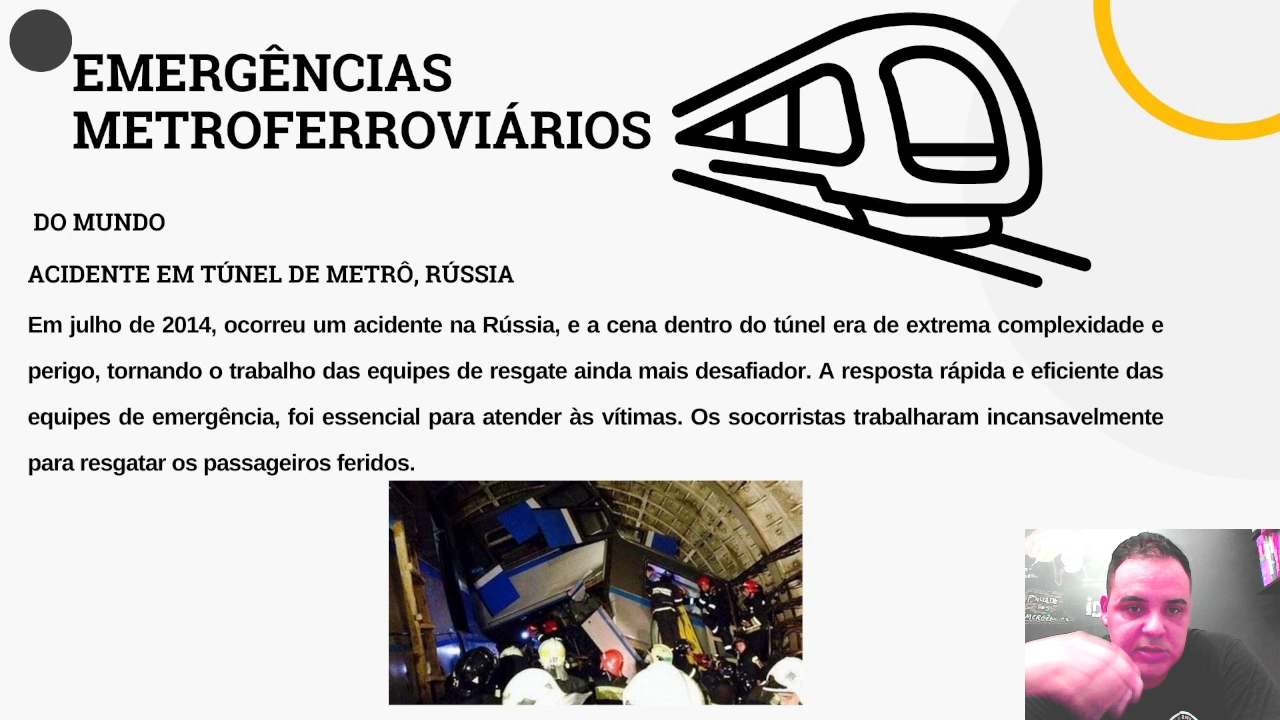 EMERGÊNCIAS
METROFERROVIÁRIOS
DO MUNDO
ACIDENTE EM TÚNEL DE METRÔ, RÚSSIA
Em julho de 2014, ocorreu um acidente na Rússia, e a cena dentro do túnel era de extrema complexidade e
perigo, tornando o trabalho das equipes de resgate ainda mais desafiador. A resposta rápida e eficiente das
equipes de emergência, foi essencial para atender às vítimas. Os socorristas trabalharam incansavelmente
para resgatar os passageiros feridos.